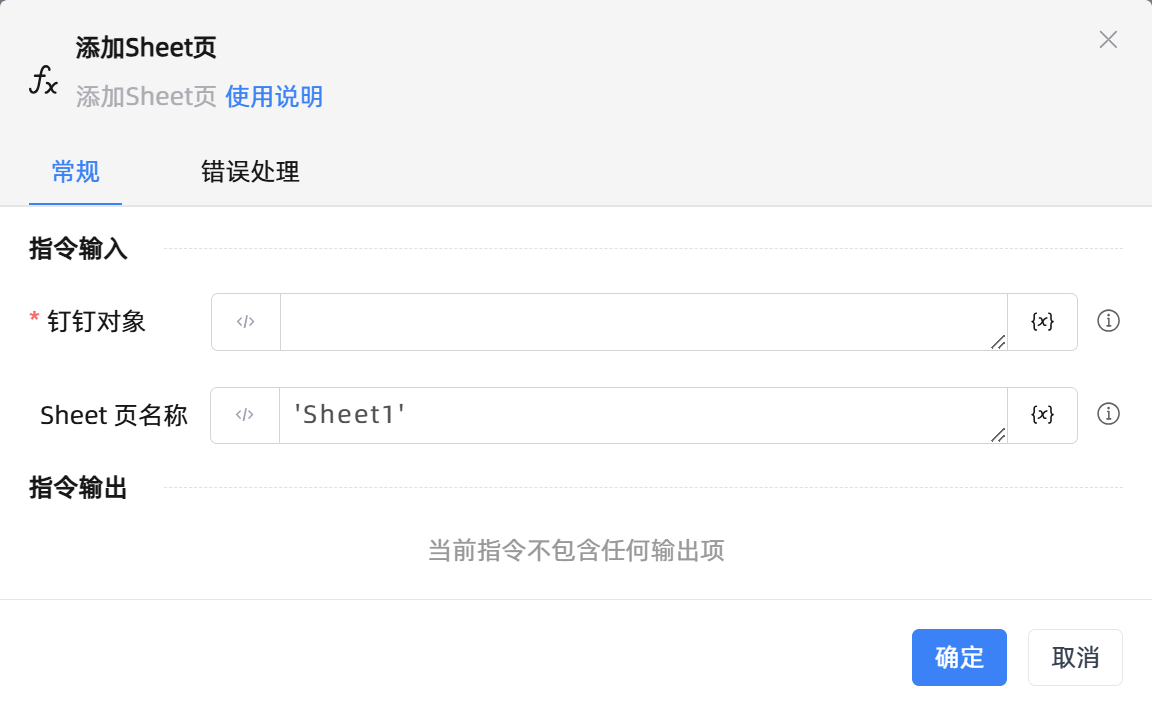 添加Sheet页
fx
添加Sheet页 使用说明
常规 错误处理
指令输入
* 钉钉对象 </> {x}
Sheet 页名称 </> 'Sheet1' {x}
指令输出
当前指令不包含任何输出项
确定 取消